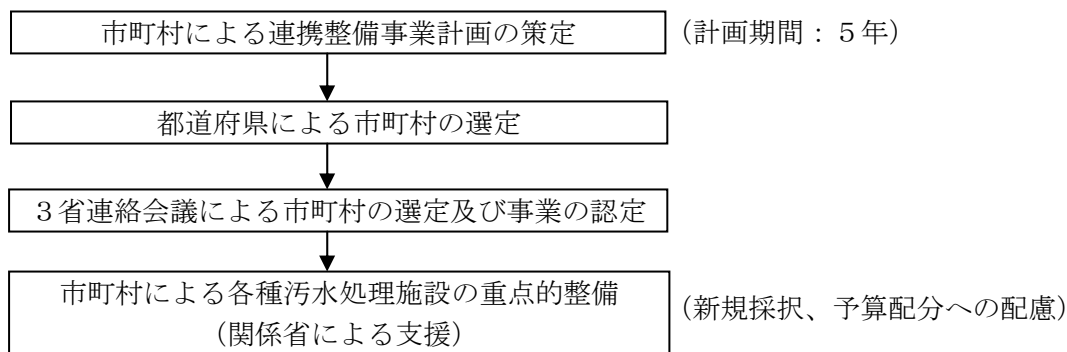 市町村による連携整備事業計画の策定 (計画期間：５年)
都道府県による市町村の選定
３省連絡会議による市町村の選定及び事業の認定
市町村による各種汚水処理施設の重点的整備
(関係省による支援)
(新規採択、予算配分への配慮)